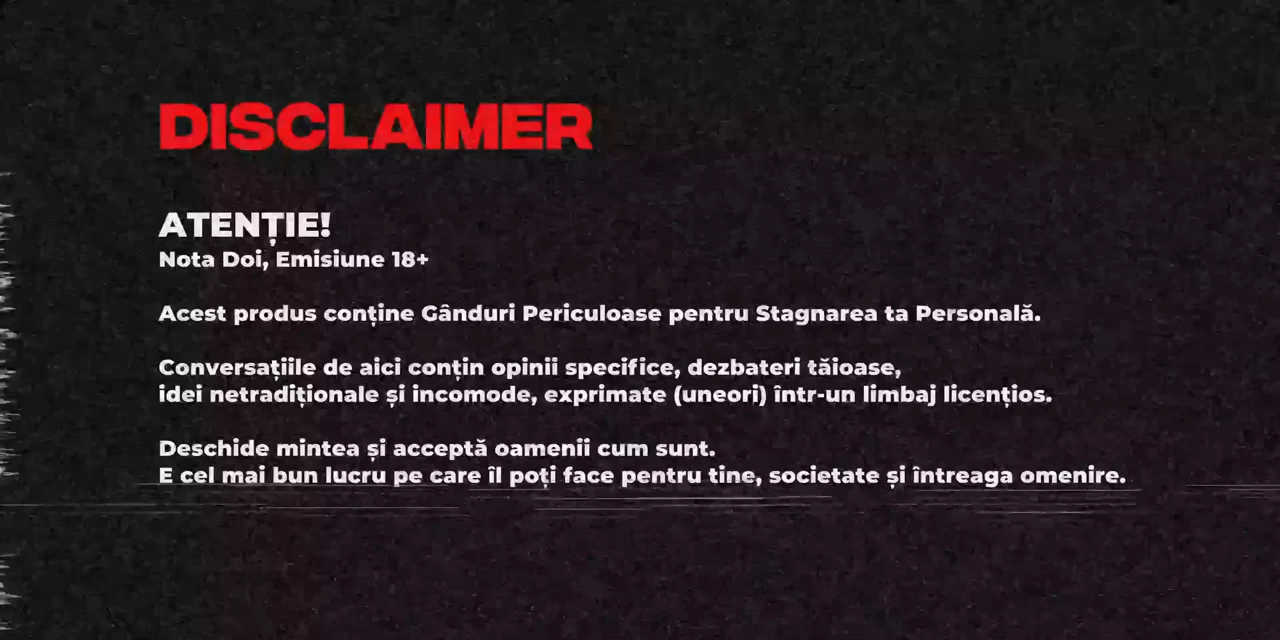 DISCLAIMER
ATENȚIE!
Nota Doi, Emisiune 18+
Acest produs conține Gânduri Periculoase pentru Stagnarea ta Personală.
Conversațiile de aici conțin opinii specifice, dezbateri tăioase,
idei netradiționale și incomode, exprimate (uneori) într-un limbaj licențios.
Deschide mintea și acceptă oamenii cum sunt.
E cel mai bun lucru pe care îl poți face pentru tine, societate și întreaga omenire.